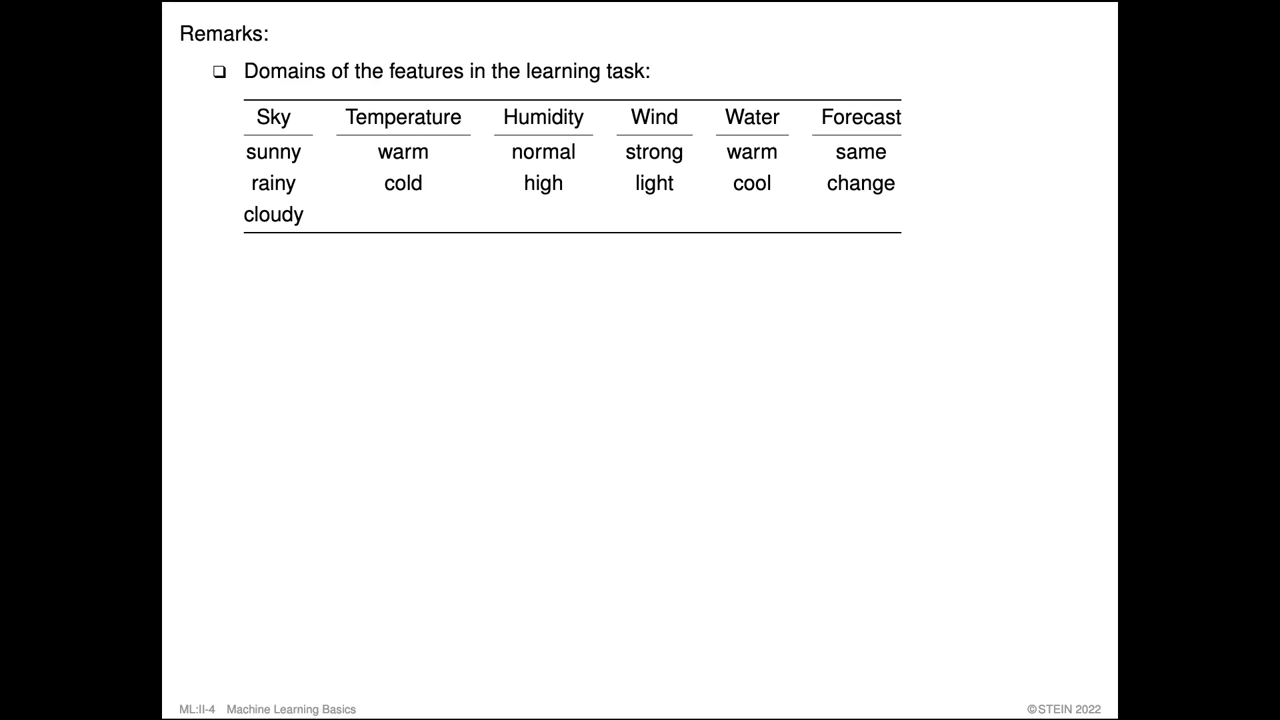 Remarks:
❑ Domains of the features in the learning task:
Sky Temperature Humidity Wind Water Forecast
sunny warm normal strong warm same
rainy cold high light cool change
cloudy
ML:II-4 Machine Learning Basics ©STEIN 2022